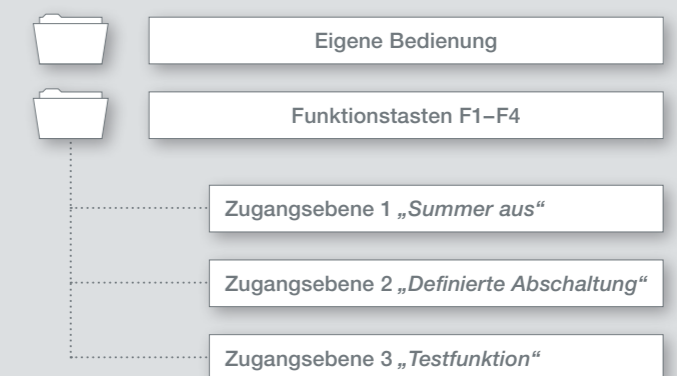 Eigene Bedienung
Funktionstasten F1–F4
Zugangsebene 1 „Summer aus“
Zugangsebene 2 „Definierte Abschaltung“
Zugangsebene 3 „Testfunktion“